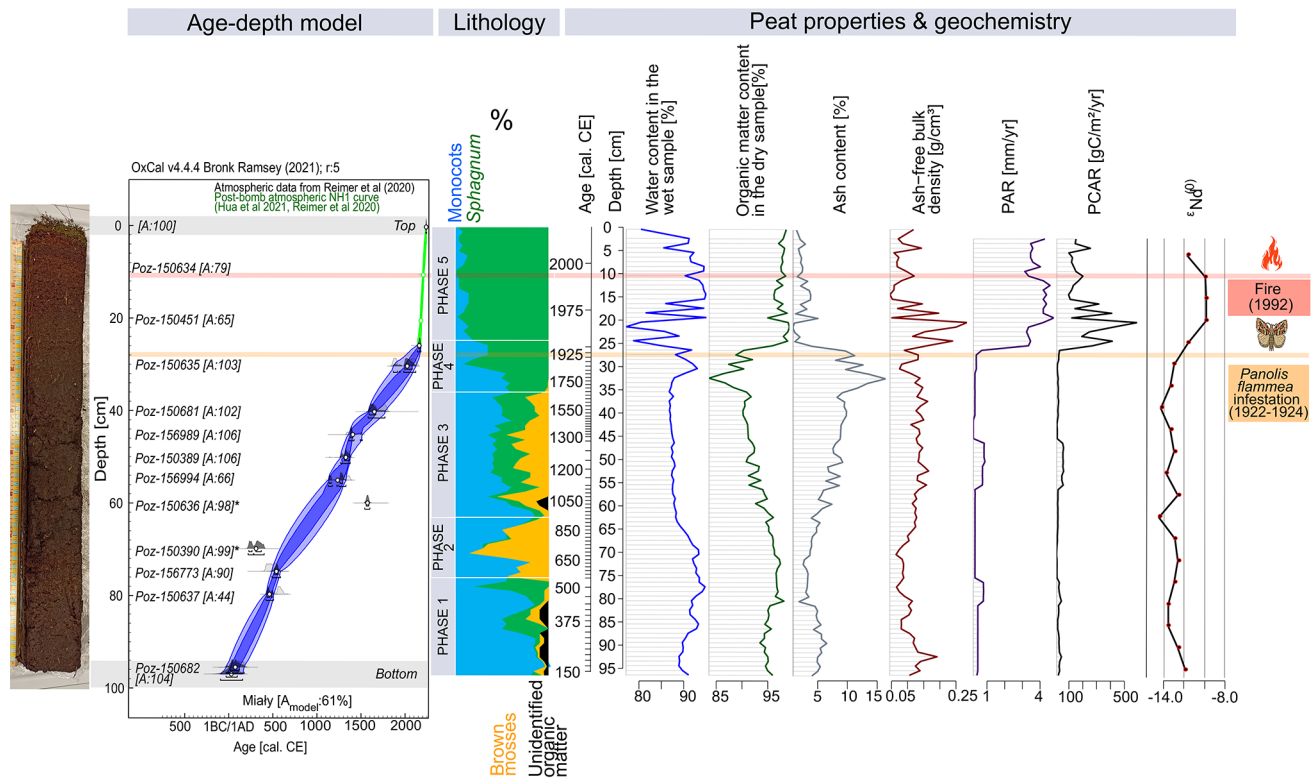 Age-depth model
Lithology
Peat properties & geochemistry
%
Monocots
Sphagnum
Age [cal. CE]
Depth [cm]
Water content in the
wet sample [%]
Organic matter content
in the dry sample[%]
Ash content [%]
Ash-free bulk
density [g/cm³]
PAR [mm/yr]
PCAR [gC/m²/yr]
εNd(0)
OxCal v4.4.4 Bronk Ramsey (2021); r:5
Atmospheric data from Reimer et al (2020)
Post-bomb atmospheric NH1 curve
(Hua et al 2021, Reimer et al 2020)
[A:100]
Top
Poz-150634 [A:79]
Poz-150451 [A:65]
Poz-150635 [A:103]
Poz-150681 [A:102]
Poz-156989 [A:106]
Poz-150389 [A:106]
Poz-156994 [A:66]
Poz-150636 [A:98]*
Poz-150390 [A:99]*
Poz-156773 [A:90]
Poz-150637 [A:44]
Poz-150682
[A:104]
Bottom
Mialy [Amodel:61%]
Depth [cm]
0
20
40
60
80
100
500
1BC/1AD
500
1000
1500
2000
Age [cal. CE]
PHASE 5
PHASE
4
PHASE 3
PHASE
2
PHASE 1
Brown
mosses
Unidentified
organic
matter
2000
1975
1925
1750
1550
1300
1200
1050
850
650
500
375
150
0
5
10
15
20
25
30
35
40
45
50
55
60
65
70
75
80
85
90
95
80
90
85
95
5
10
15
0.05
0.25
1
4
100
500
-14.0
-8.0
Fire
(1992)
Panolis
flammea
infestation
(1922-1924)